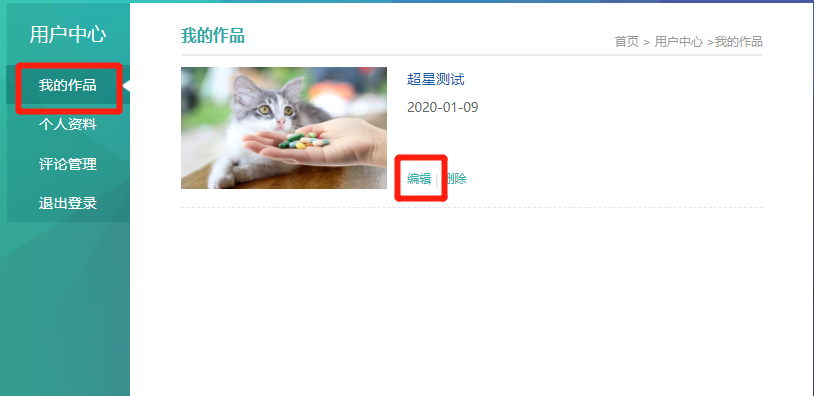 用户中心
我的作品
个人资料
评论管理
退出登录
我的作品
首页 > 用户中心 >我的作品
超星测试
2020-01-09
编辑 | 删除